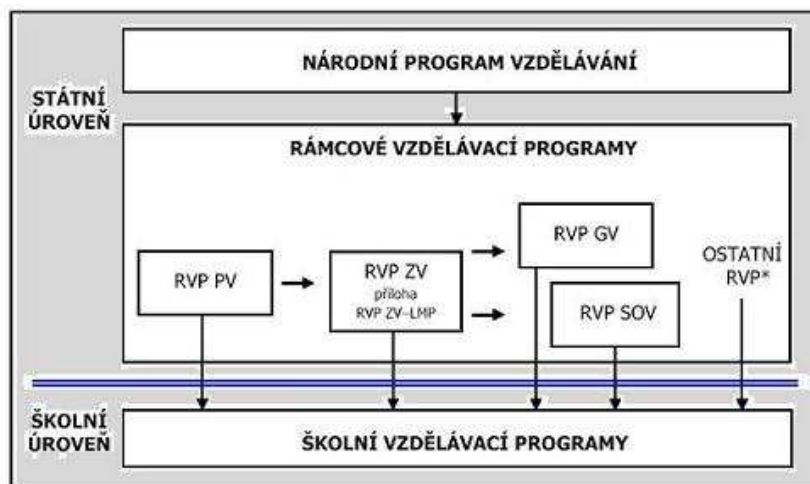 NÁRODNÍ PROGRAM VZDĚLÁVÁNÍ
STÁTNÍ
ÚROVEŇ
RÁMCOVÉ VZDĚLÁVACÍ PROGRAMY
RVP PV
RVP ZV
příloha
RVP ZV–LMP
RVP GV
RVP SOV
OSTATNÍ
RVP*
ŠKOLNÍ
ÚROVEŇ
ŠKOLNÍ VZDĚLÁVACÍ PROGRAMY